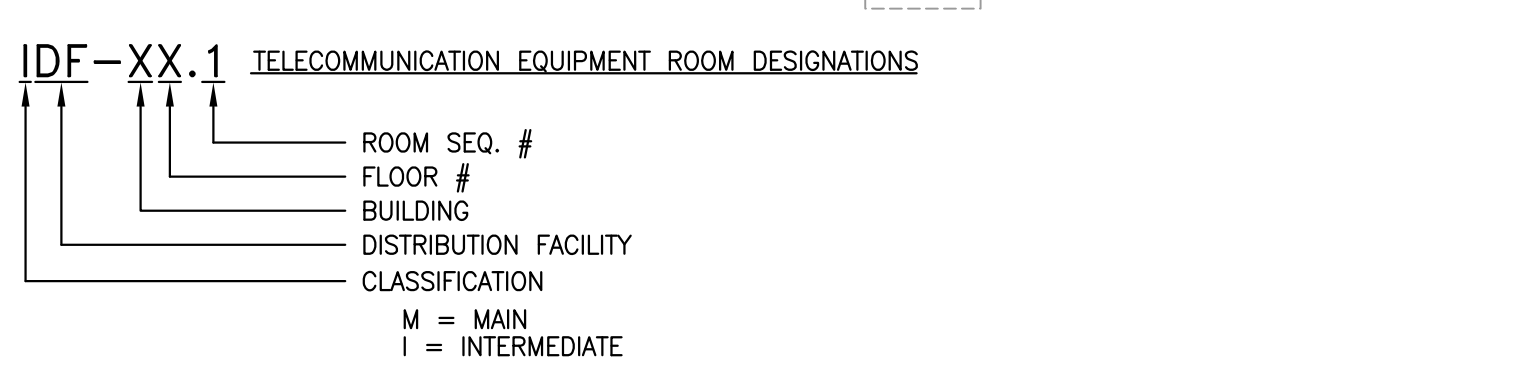 IDF-XX.1 TELECOMMUNICATION EQUIPMENT ROOM DESIGNATIONS
ROOM SEQ. #
FLOOR #
BUILDING
DISTRIBUTION FACILITY
CLASSIFICATION
M = MAIN
I = INTERMEDIATE